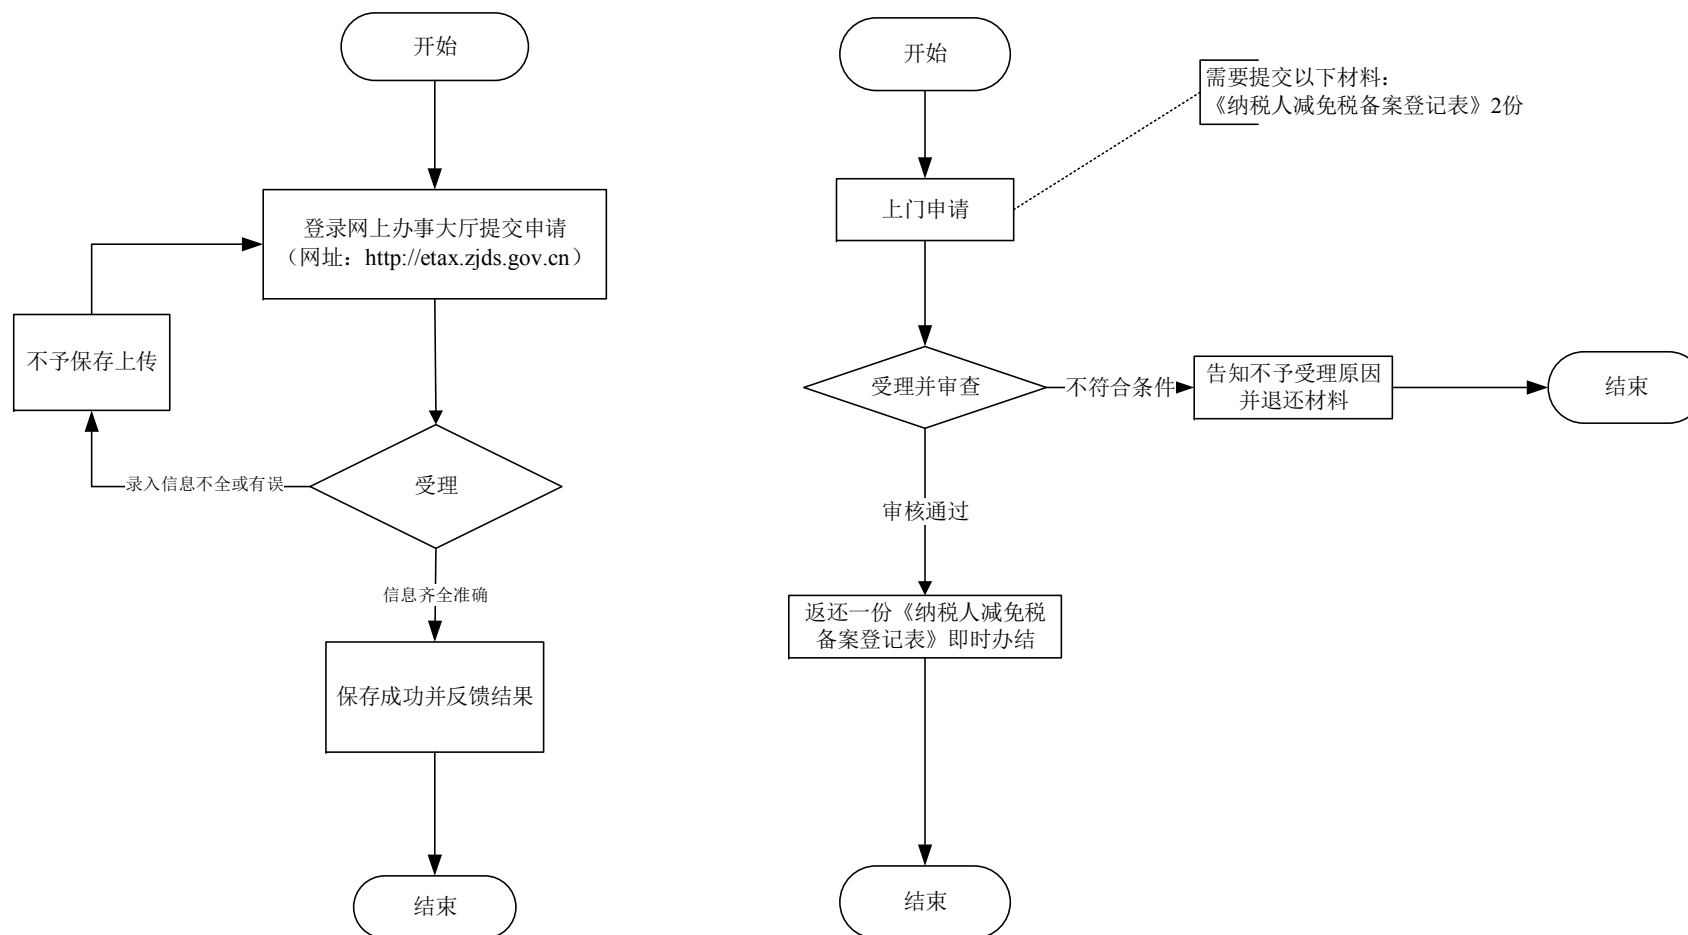 开始
登录网上办事大厅提交申请
（网址：http://etax.zjds.gov.cn）
不予保存上传
录入信息不全或有误
受理
信息齐全准确
保存成功并反馈结果
结束
开始
需要提交以下材料：
《纳税人减免税备案登记表》2份
上门申请
受理并审查
不符合条件
告知不予受理原因
并退还材料
结束
审核通过
返还一份《纳税人减免税
备案登记表》即时办结
结束